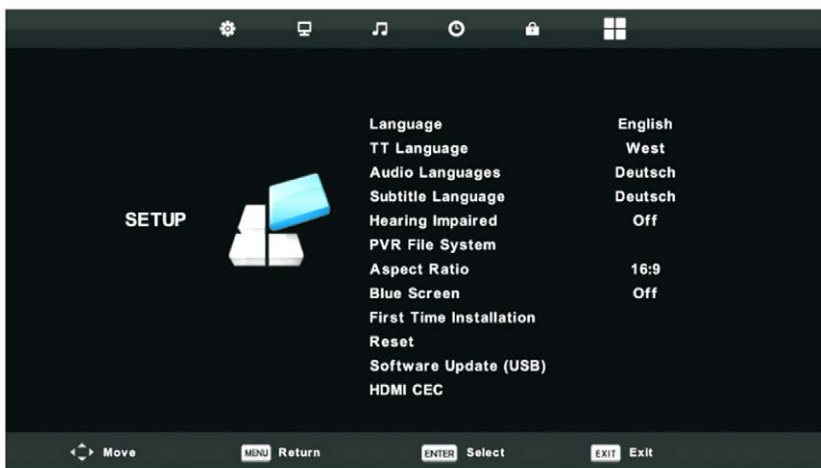 Language English
TT Language West
Audio Languages Deutsch
Subtitle Language Deutsch
SETUP Hearing Impaired Off
PVR File System
Aspect Ratio 16:9
Blue Screen Off
First Time Installation
Reset
Software Update (USB)
HDMI CEC
Move MENU Return ENTER Select EXIT Exit